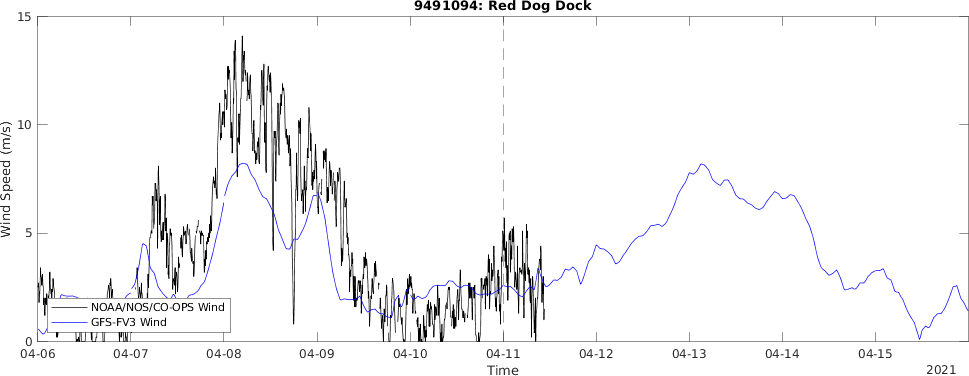 9491094: Red Dog Dock
Wind Speed (m/s)
15
10
5
0
NOAA/NOS/CO-OPS Wind
GFS-FV3 Wind
04-06 04-07 04-08 04-09 04-10 04-11 04-12 04-13 04-14 04-15
Time
2021